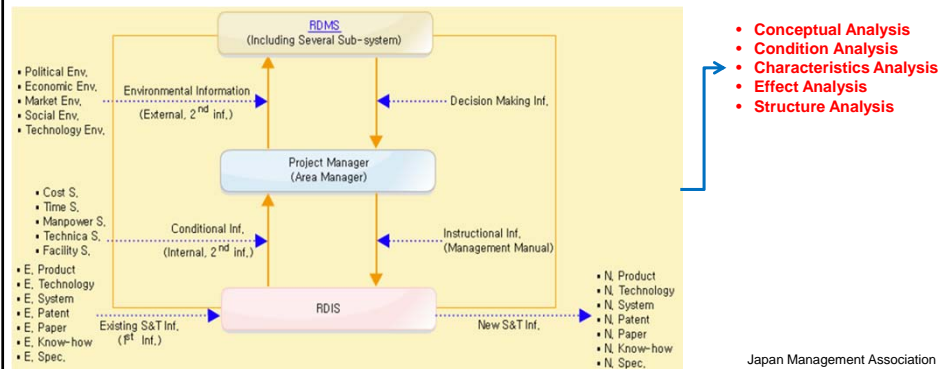 RDMS
(Including Several Sub-system)
▪ Political Env.
▪ Economic Env.
▪ Market Env.
▪ Social Env.
▪ Technology Env.
Environmental Information
(External, 2nd inf.)
Decision Making Inf.
Project Manager
(Area Manager)
▪ Cost S.
▪ Time S.
▪ Manpower S.
▪ Technica S.
▪ Facility S.
Conditional Inf.
(Internal, 2nd inf.)
Instructional Inf.
(Management Manual)
▪ E. Product
▪ E. Technology
▪ E. System
▪ E. Patent
▪ E. Paper
▪ E. Know-how
▪ E. Spec.
Existing S&T Inf.
(1st Inf.)
RDIS
New S&T Inf.
▪ N. Product
▪ N. Technology
▪ N. System
▪ N. Patent
▪ N. Paper
▪ N. Know-how
▪ N. Spec.
• Conceptual Analysis
• Condition Analysis
• Characteristics Analysis
• Effect Analysis
• Structure Analysis
Japan Management Association